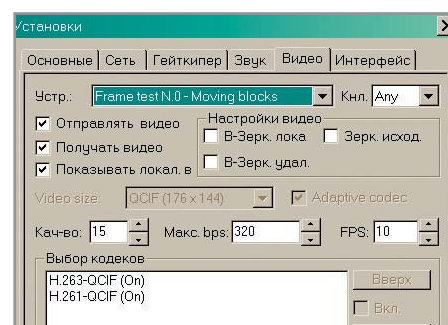 Установки
Основные Сеть Гейткипер Звук Видео Интерфейс
Устр.: Frame test N.0 - Moving blocks Кнл. Any
Отправлять видео
Настройки видео
Получать видео
В-Зерк. лока Зерк. исход.
Показывать локал. в
В-Зерк. удал.
Video size: QCIF (176 x 144) Adaptive codec
Кач-во: 15 Макс. bps: 320 FPS: 10
Выбор кодеков
H.263-QCIF (On)
H.261-QCIF (On)
Вверх
Вкл.